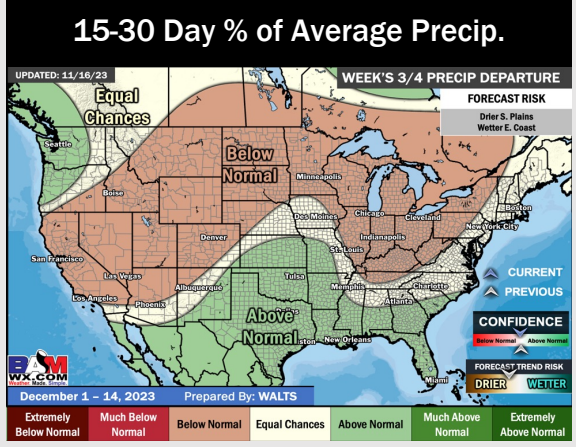 15-30 Day % of Average Precip.
UPDATED: 11/16/23
WEEK'S 3/4 PRECIP DEPARTURE
FORECAST RISK
Drier S. Plains
Wetter E. Coast
Equal
Chances
Seattle
Below
Normal
Minneapolis
Boise
Boston
Des Moines
Chicago
Cleveland
New York City
Denver
Indianapolis
San Francisco
St. Louis
Las Vegas
Tulsa
CURRENT
Albuquerque
Memphis
Charlotte
PREVIOUS
Los Angeles
Phoenix
Atlanta
Above
Normal
ston
New Orleans
CONFIDENCE
Below Normal
Above Normal
Miami
FORECAST TREND RISK
DRIER
WETTER
BAM
WX.COM
Weather. Made. Simple.
December 1 – 14, 2023
Prepared By: WALTS
Extremely
Below Normal
Much Below
Normal
Below Normal
Equal Chances
Above Normal
Much Above
Normal
Extremely
Above Normal